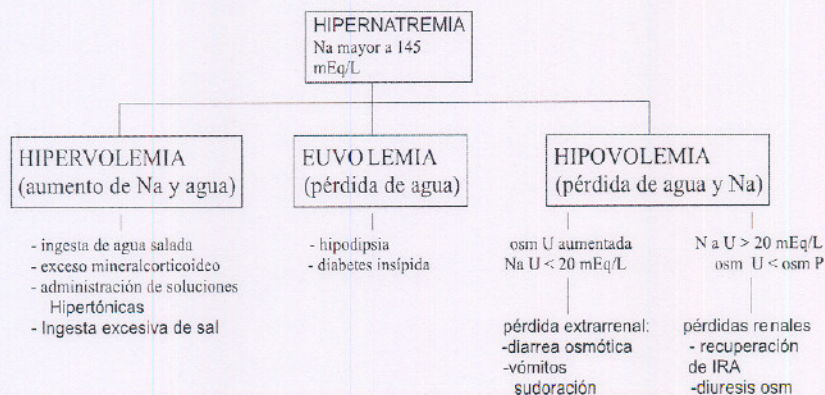 HIPERNATREMIA
Na mayor a 145
mEq/L
HIPERVOLEMIA
(aumento de Na y agua)
EUVOLEMIA
(pérdida de agua)
HIPOVOLEMIA
(pérdida de agua y Na)
- ingesta de agua salada
- exceso mineralcorticoideo
- administración de soluciones
Hipertónicas
- Ingesta excesiva de sal
- hipodipsia
- diabetes insípida
osm U aumentada
Na U < 20 mEq/L
N a U > 20 mEq/L
osm U < osm P
pérdida extrarrenal:
-diarrea osmótica
-vómitos
sudoración
pérdidas renales
- recuperación
de IRA
-diuresis osm